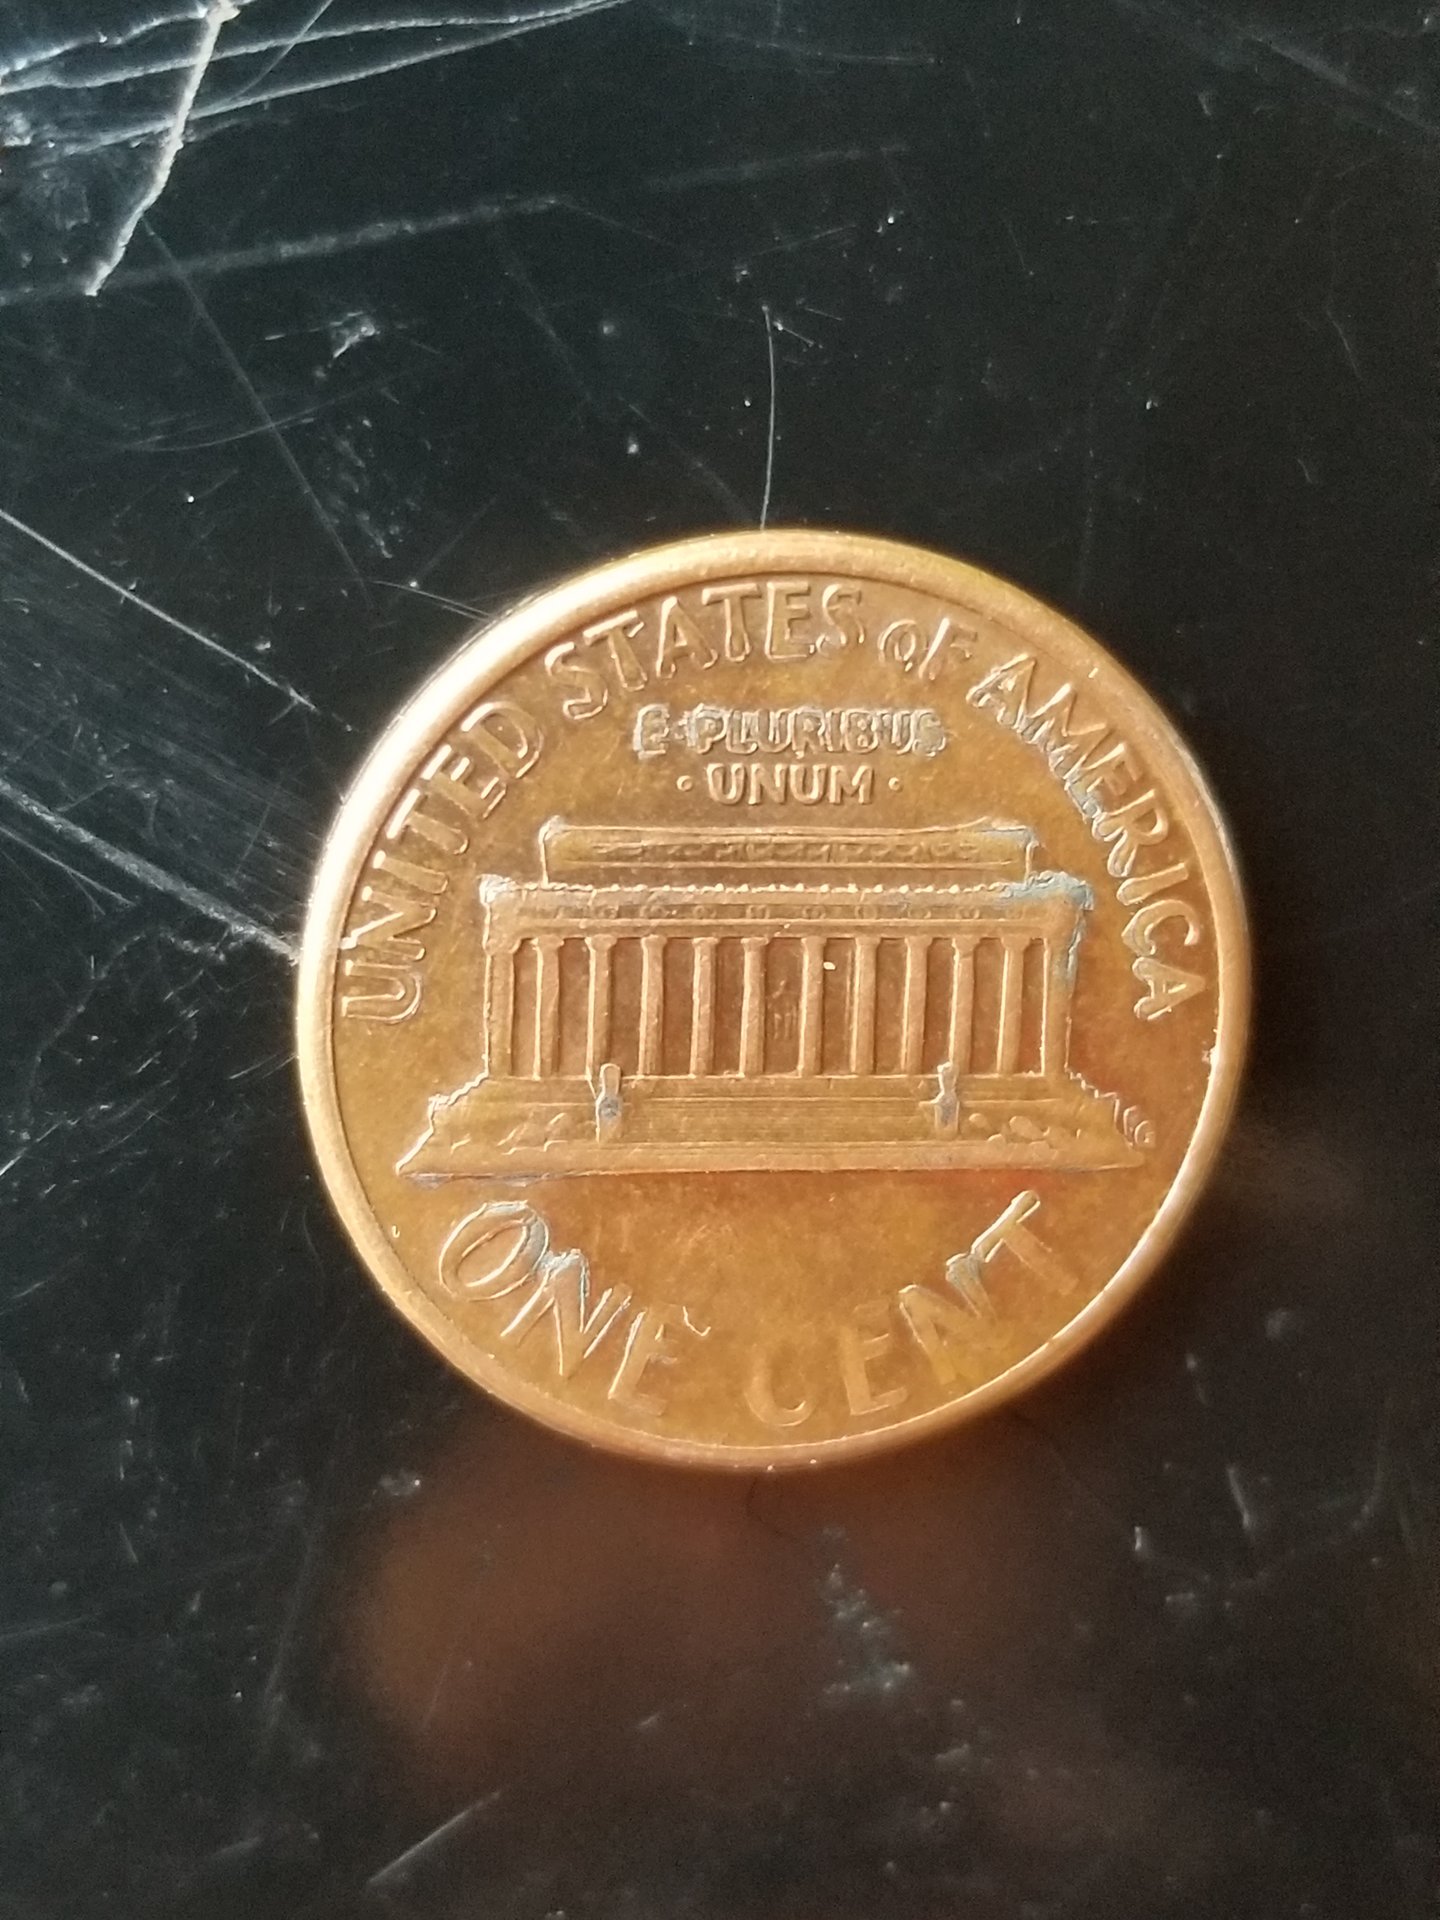 UNITED STATES OF AMERICA
E·PLURIBUS
·UNUM·
ONE CENT